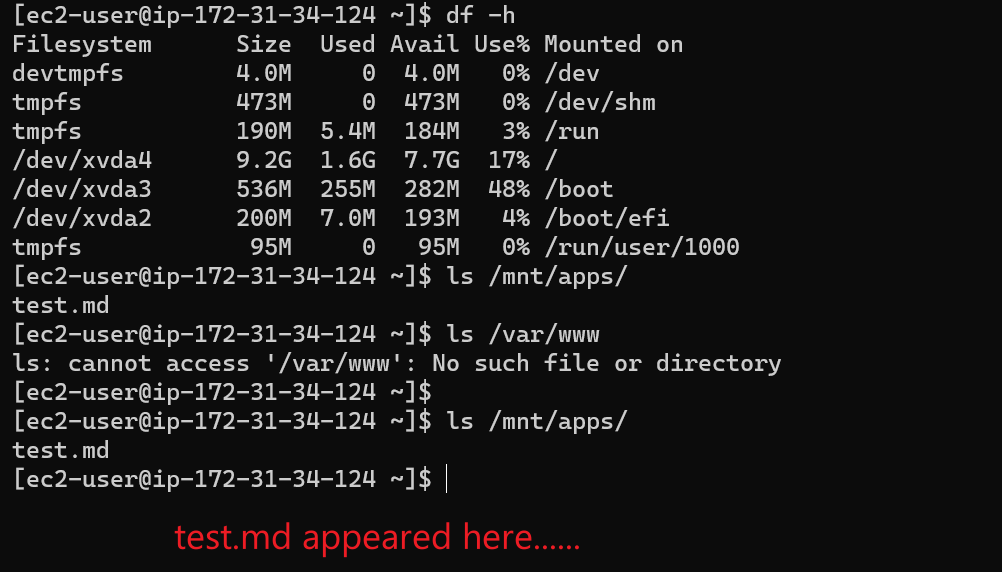 [ec2-user@ip-172-31-34-124 ~]$ df -h
Filesystem      Size  Used Avail Use% Mounted on
devtmpfs        4.0M     0  4.0M   0% /dev
tmpfs           473M     0  473M   0% /dev/shm
tmpfs           190M  5.4M  184M   3% /run
/dev/xvda4      9.2G  1.6G  7.7G  17% /
/dev/xvda3      536M  255M  282M  48% /boot
/dev/xvda2      200M  7.0M  193M   4% /boot/efi
tmpfs            95M     0   95M   0% /run/user/1000
[ec2-user@ip-172-31-34-124 ~]$ ls /mnt/apps/
test.md
[ec2-user@ip-172-31-34-124 ~]$ ls /var/www
ls: cannot access '/var/www': No such file or directory
[ec2-user@ip-172-31-34-124 ~]$
[ec2-user@ip-172-31-34-124 ~]$ ls /mnt/apps/
test.md
[ec2-user@ip-172-31-34-124 ~]$
test.md appeared here......